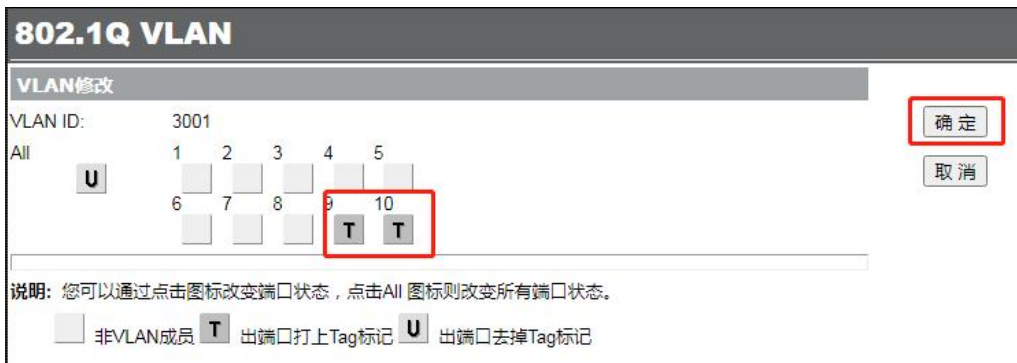 802.1Q VLAN
VLAN修改
VLAN ID: 3001
确 定
All 1 2 3 4 5
U
取 消
6 7 8 9 10
T T
说明: 您可以通过点击图标改变端口状态，点击All 图标则改变所有端口状态。
非VLAN成员 T 出端口打上Tag标记 U 出端口去掉Tag标记